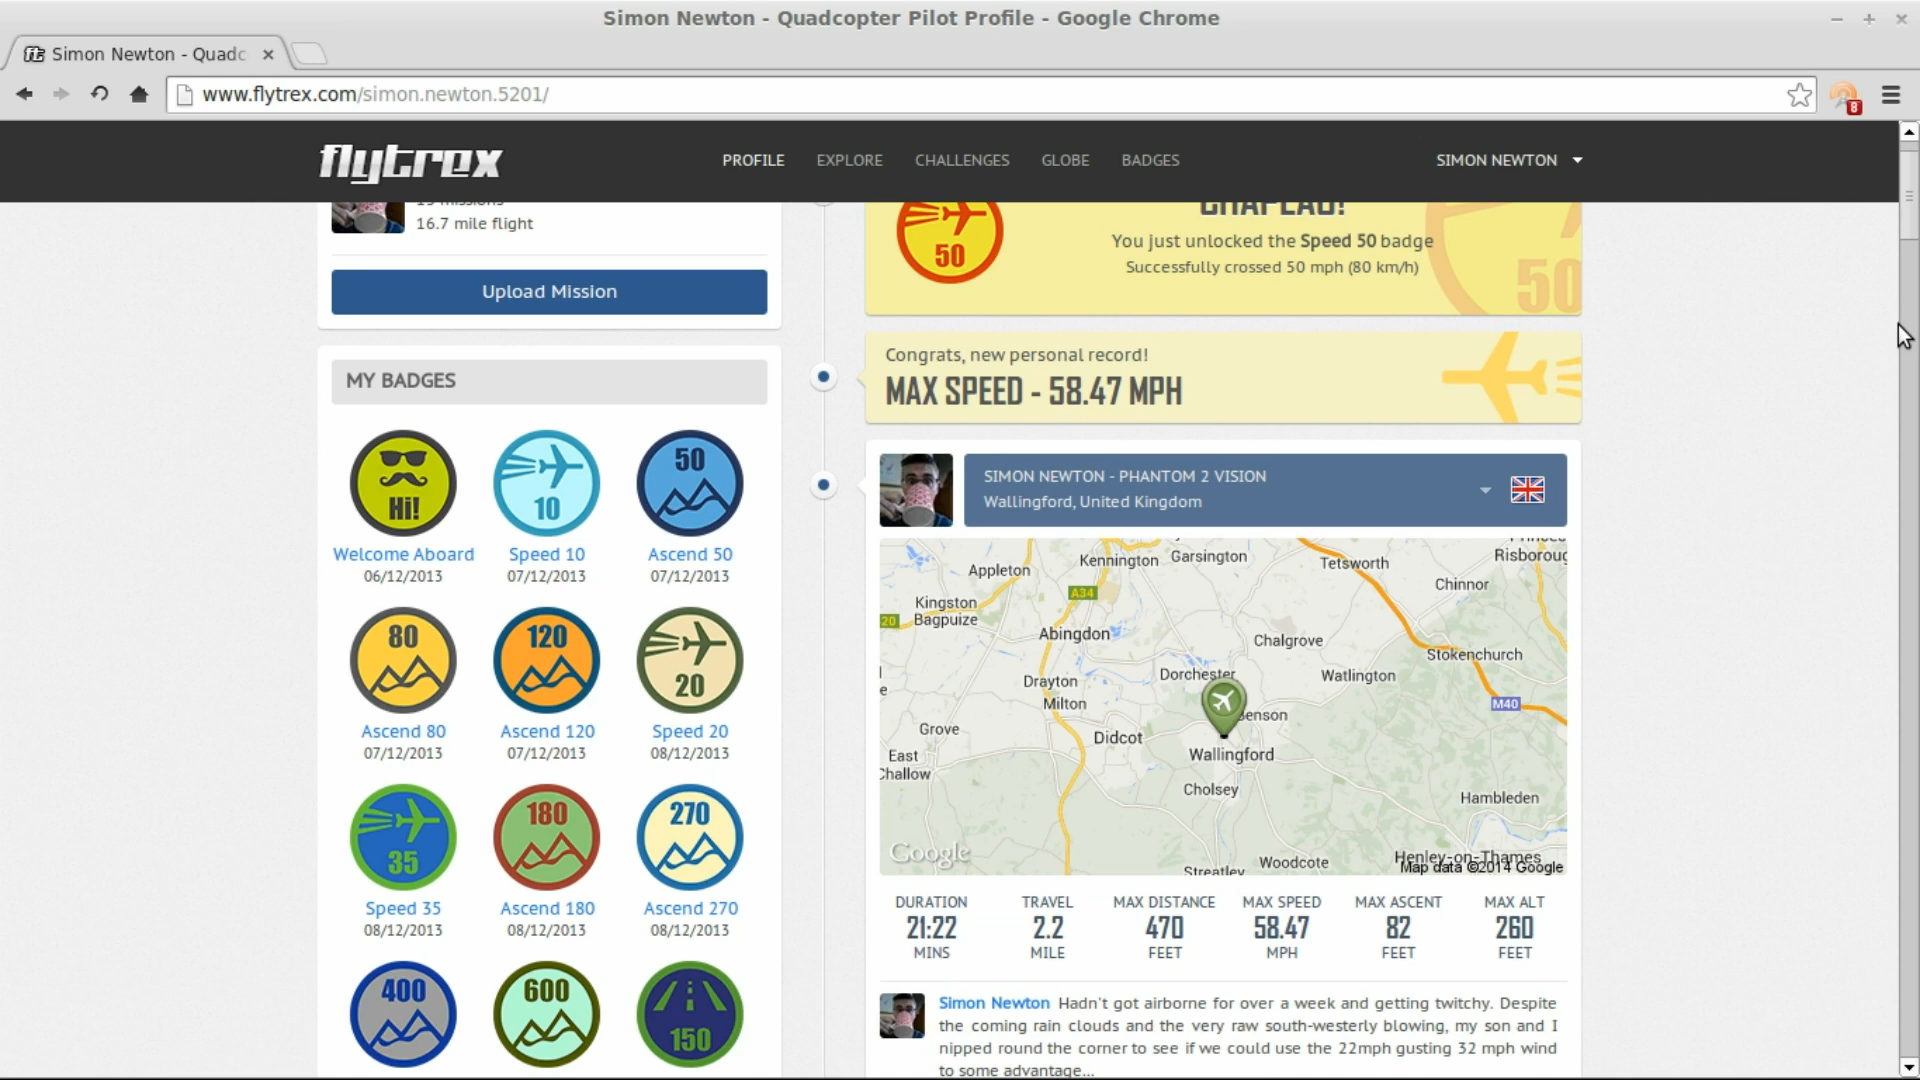 Simon Newton - Quadcopter Pilot Profile - Google Chrome
Simon Newton - Quadc
www.flytrex.com/simon.newton.5201/
8
flytrex
PROFILE EXPLORE CHALLENGES GLOBE BADGES
SIMON NEWTON
16.7 mile flight
Upload Mission
MY BADGES
Hi!
10
50
Welcome Aboard Speed 10 Ascend 50
06/12/2013 07/12/2013 07/12/2013
80
120
20
Ascend 80 Ascend 120 Speed 20
07/12/2013 07/12/2013 08/12/2013
35
180
270
Speed 35 Ascend 180 Ascend 270
08/12/2013 08/12/2013 08/12/2013
400
600
150
50
CHAPEAU!
You just unlocked the Speed 50 badge
Successfully crossed 50 mph (80 km/h)
50
Congrats, new personal record!
MAX SPEED - 58.47 MPH
SIMON NEWTON - PHANTOM 2 VISION
Wallingford, United Kingdom
Garsington
Kennington
Tetsworth
Appleton
Chinnor
A34
Kingston
Bagpuize
20
Abingdon
Chalgrove
Stokenchurch
Dorchester
Watlington
Drayton
Milton
M40
Benson
Grove
Didcot
Wallingford
East
Challow
Cholsey
Hambleden
Google
Woodcote
Henley-on-Thames
Streatley
Map data ©2014 Google
DURATION TRAVEL MAX DISTANCE MAX SPEED MAX ASCENT MAX ALT
21:22 2.2 470 58.47 82 260
MINS MILE FEET MPH FEET FEET
Simon Newton Hadn't got airborne for over a week and getting twitchy. Despite
the coming rain clouds and the very raw south-westerly blowing, my son and I
nipped round the corner to see if we could use the 22mph gusting 32 mph wind
to some advantage...